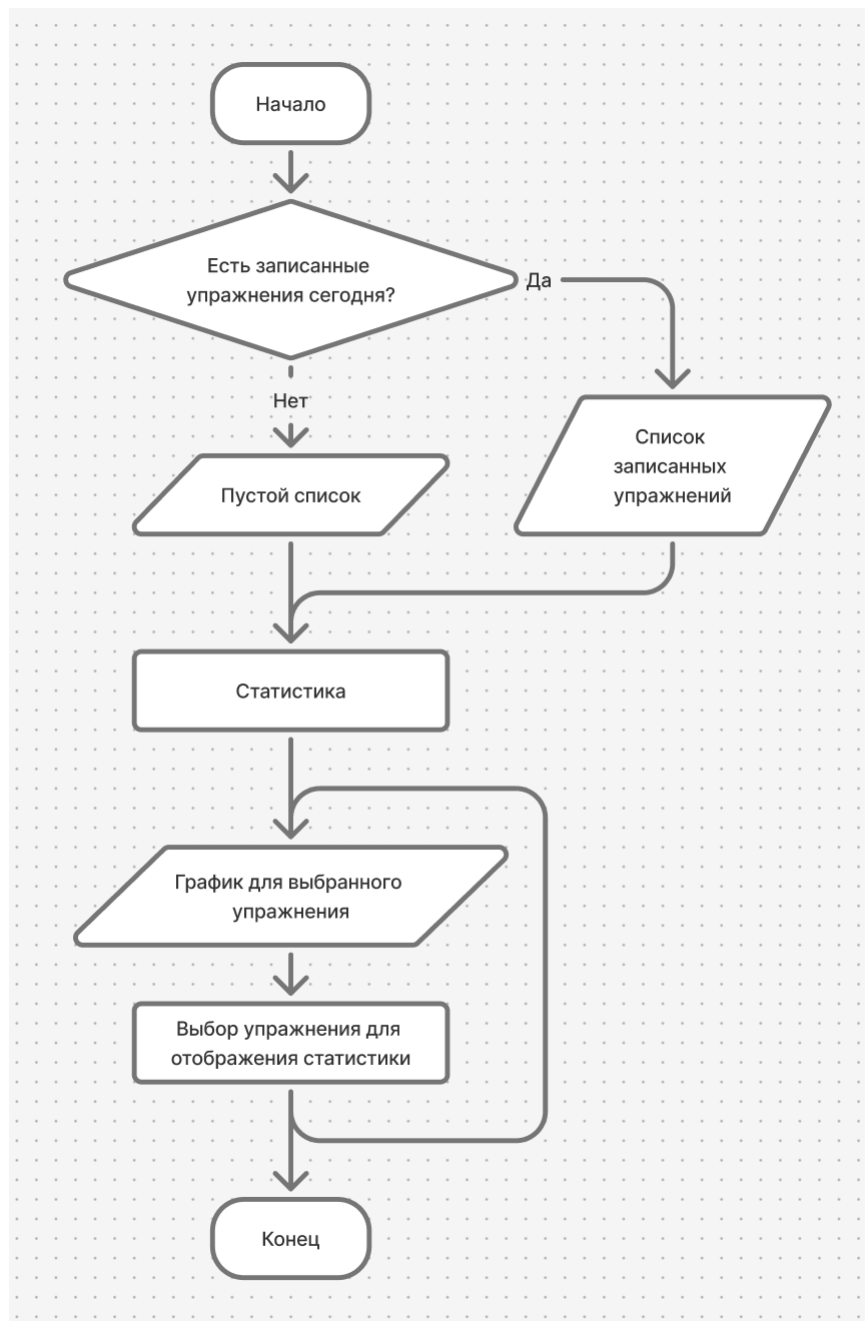 Начало
Есть записанные
упражнения сегодня?
Да
Нет
Список
записанных
упражнений
Пустой список
Статистика
График для выбранного
упражнения
Выбор упражнения для
отображения статистики
Конец